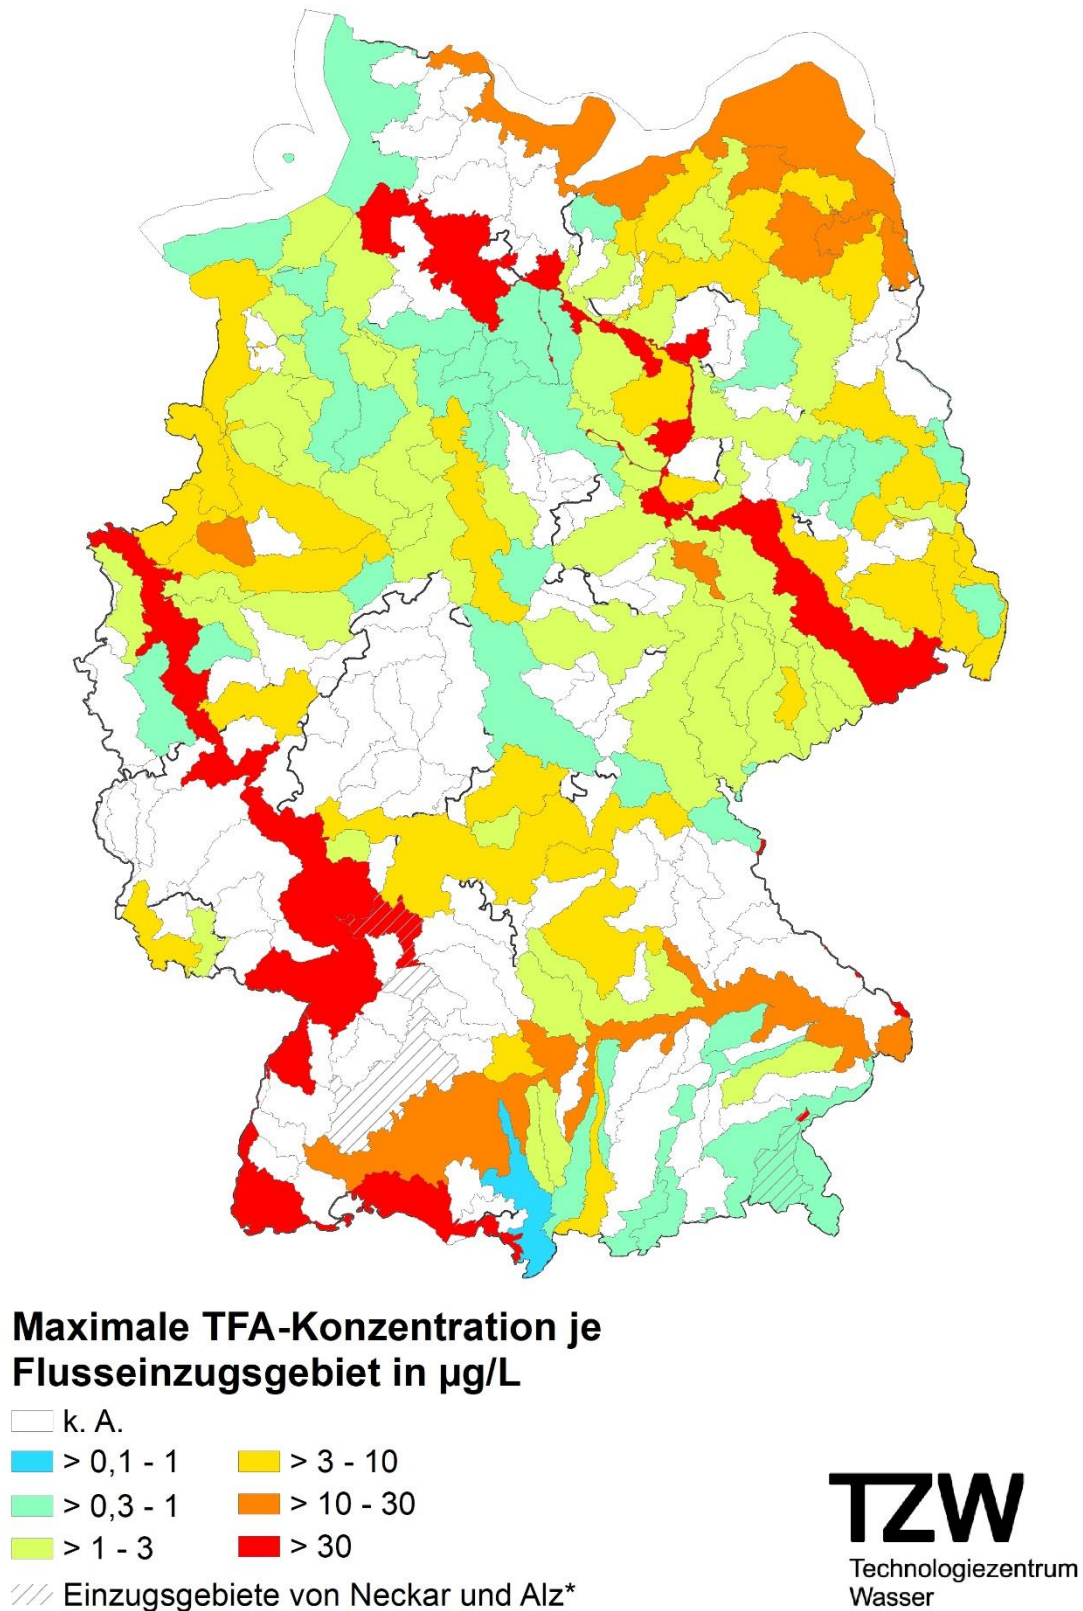 Maximale TFA-Konzentration je
Flusseinzugsgebiet in µg/L
k. A.
> 0,1 - 1
> 3 - 10
> 0,3 - 1
> 10 - 30
> 1 - 3
> 30
Einzugsgebiete von Neckar und Alz*
TZW
Technologiezentrum
Wasser